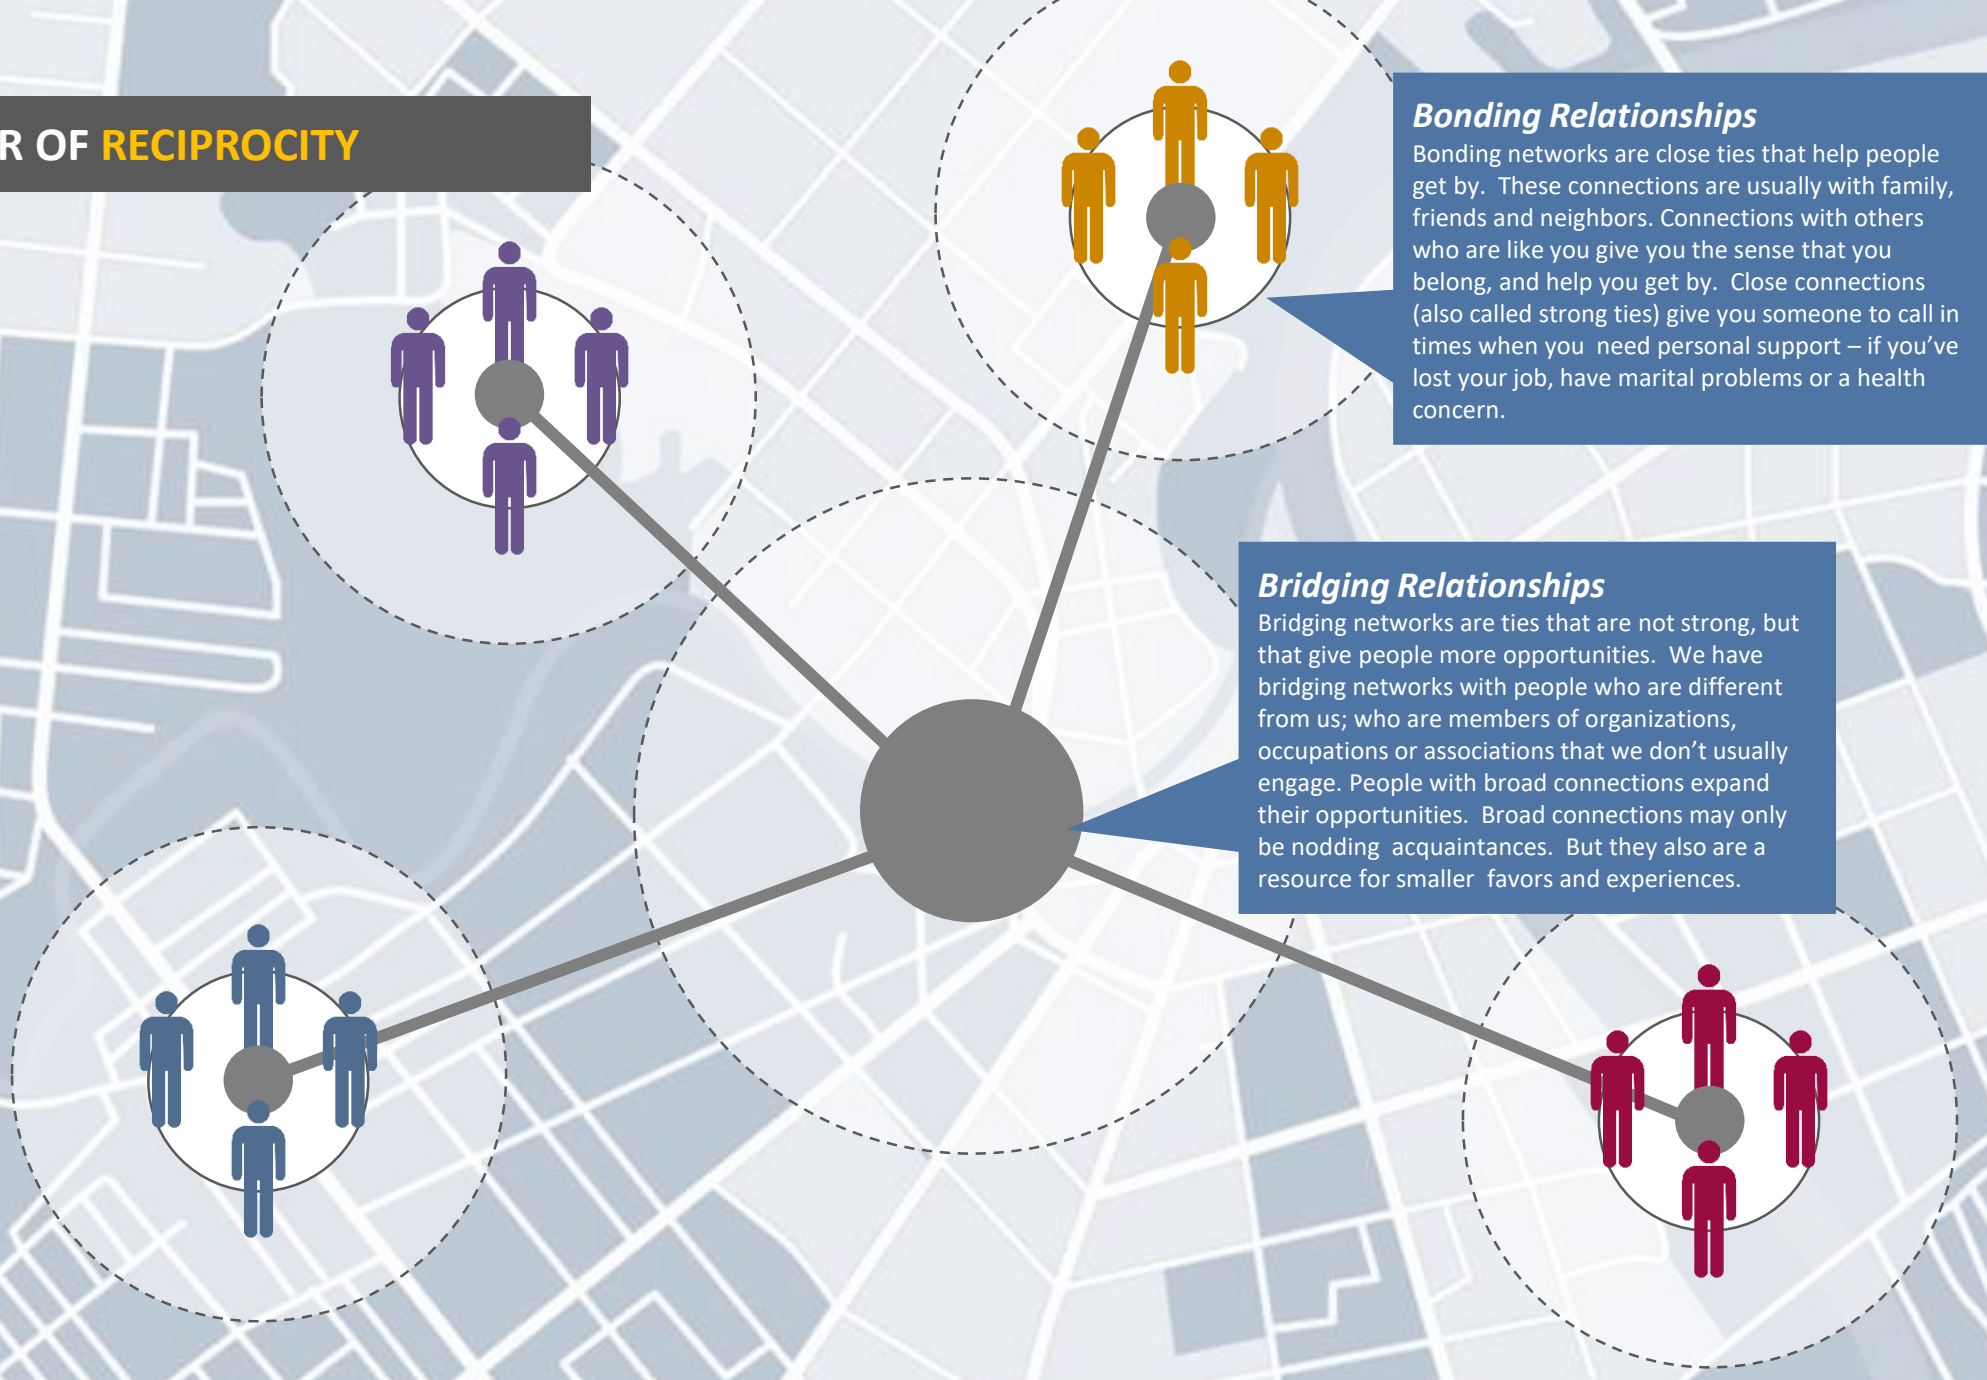 R OF RECIPROCITY
Bonding Relationships
Bonding networks are close ties that help people
get by.  These connections are usually with family,
friends and neighbors. Connections with others
who are like you give you the sense that you
belong, and help you get by.  Close connections
(also called strong ties) give you someone to call in
times when you  need personal support – if you’ve
lost your job, have marital problems or a health
concern.
Bridging Relationships
Bridging networks are ties that are not strong, but
that give people more opportunities.  We have
bridging networks with people who are different
from us; who are members of organizations,
occupations or associations that we don’t usually
engage. People with broad connections expand
their opportunities.  Broad connections may only
be nodding  acquaintances.  But they also are a
resource for smaller  favors and experiences.